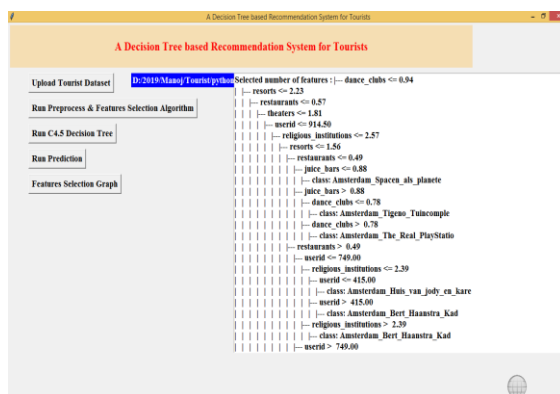 A Decision Tree based Recommendation System for Tourists
A Decision Tree based Recommendation System for Tourists
Upload Tourist Dataset
D:/2019/Manoj/Tourist/python
Run Preprocess & Features Selection Algorithm
Run C4.5 Decision Tree
Run Prediction
Features Selection Graph
Selected number of features : |--- dance_clubs <= 0.94
| |--- resorts <= 2.23
| | |--- restaurants <= 0.57
| | | |--- theaters <= 1.81
| | | | |--- userid <= 914.50
| | | | | |--- religious_institutions <= 2.57
| | | | | | |--- resorts <= 1.56
| | | | | | | |--- restaurants <= 0.49
| | | | | | | | |--- juice_bars <= 0.88
| | | | | | | | | |--- class: Amsterdam_Spacen_als_planete
| | | | | | | | |--- juice_bars > 0.88
| | | | | | | | | |--- dance_clubs <= 0.78
| | | | | | | | | | |--- class: Amsterdam_Tigeno_Tuincomple
| | | | | | | | | |--- dance_clubs > 0.78
| | | | | | | | | | |--- class: Amsterdam_The_Real_PlayStatio
| | | | | | | |--- restaurants > 0.49
| | | | | | | | |--- userid <= 749.00
| | | | | | | | | |--- religious_institutions <= 2.39
| | | | | | | | | | |--- userid <= 415.00
| | | | | | | | | | | |--- class: Amsterdam_Huis_van_jody_en_kare
| | | | | | | | | | |--- userid > 415.00
| | | | | | | | | | | |--- class: Amsterdam_Bert_Haanstra_Kad
| | | | | | | | | |--- religious_institutions > 2.39
| | | | | | | | | | |--- class: Amsterdam_Bert_Haanstra_Kad
| | | | | | | | |--- userid > 749.00